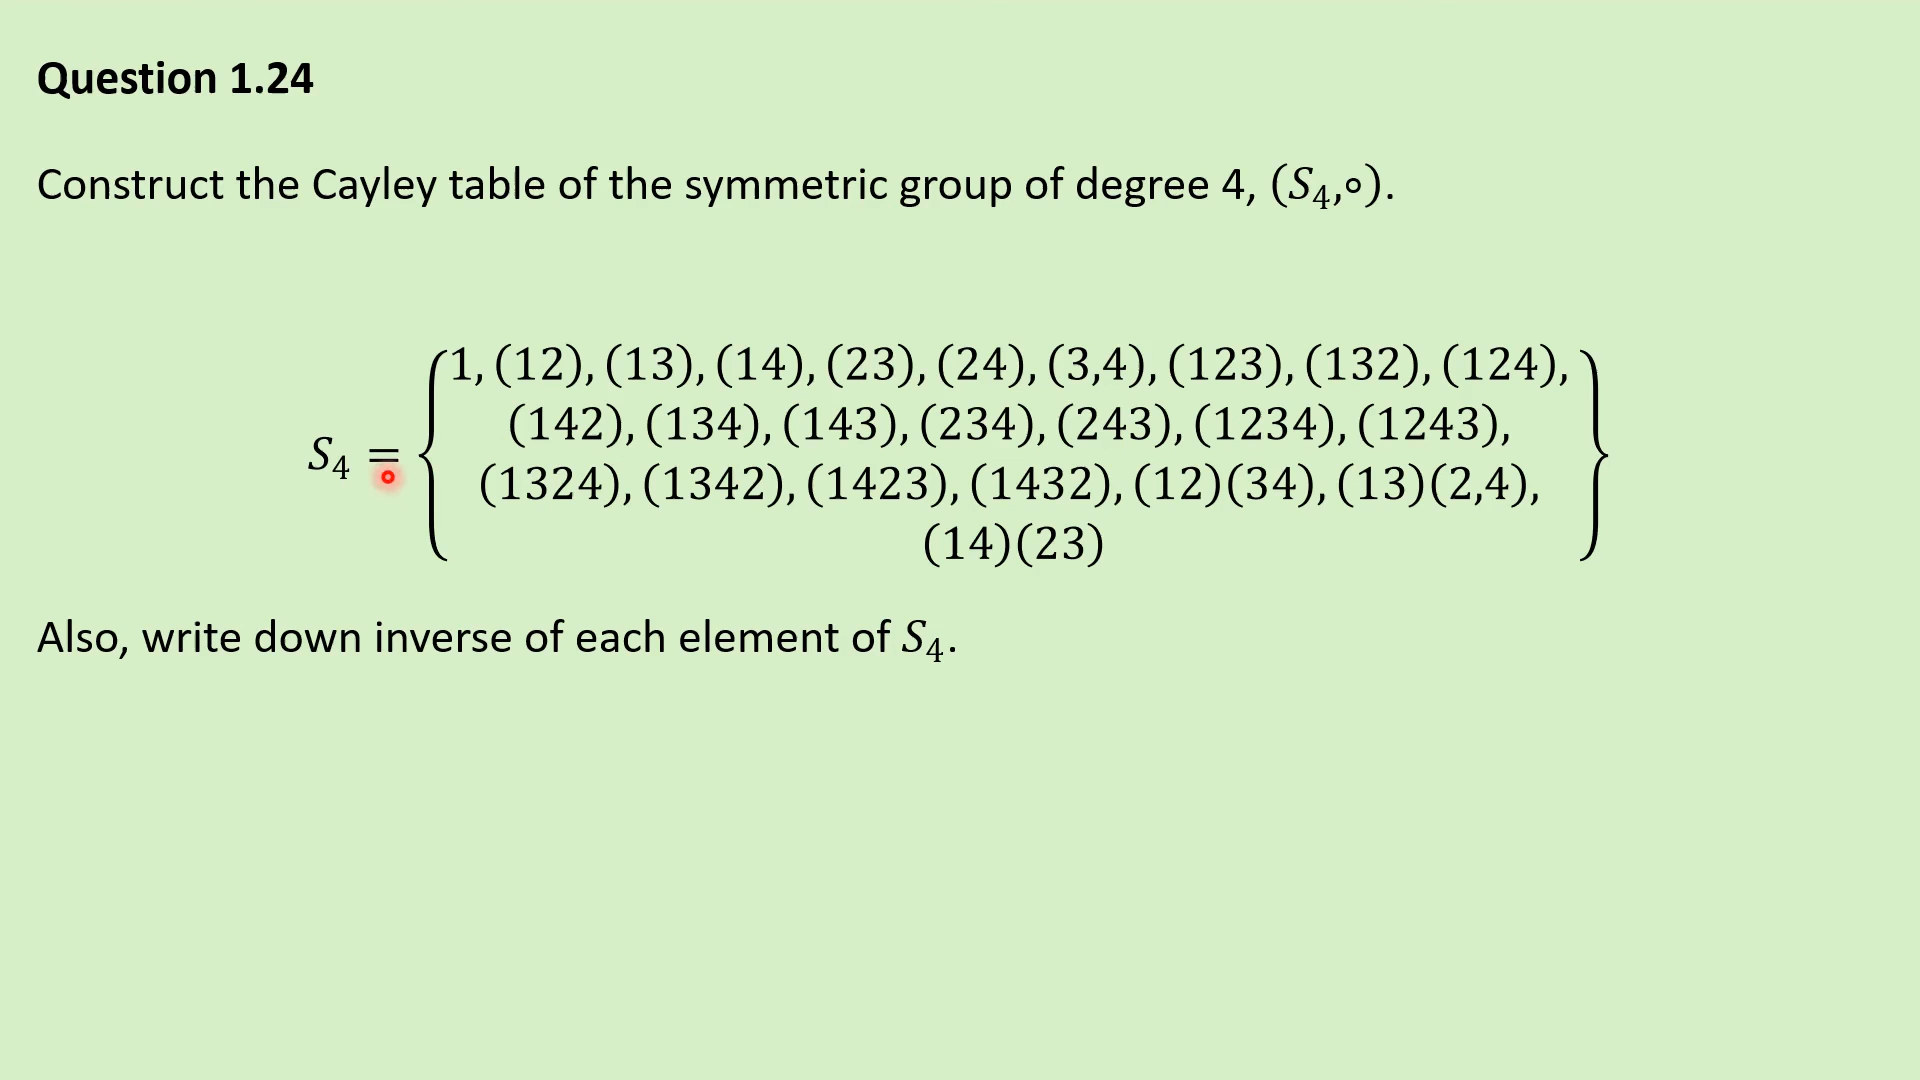 Question 1.24
Construct the Cayley table of the symmetric group of degree 4, (𝑆₄,∘).
𝑆₄ = {1, (12), (13), (14), (23), (24), (3,4), (123), (132), (124),
(142), (134), (143), (234), (243), (1234), (1243),
(1324), (1342), (1423), (1432), (12)(34), (13)(2,4),
(14)(23)}
Also, write down inverse of each element of 𝑆₄.